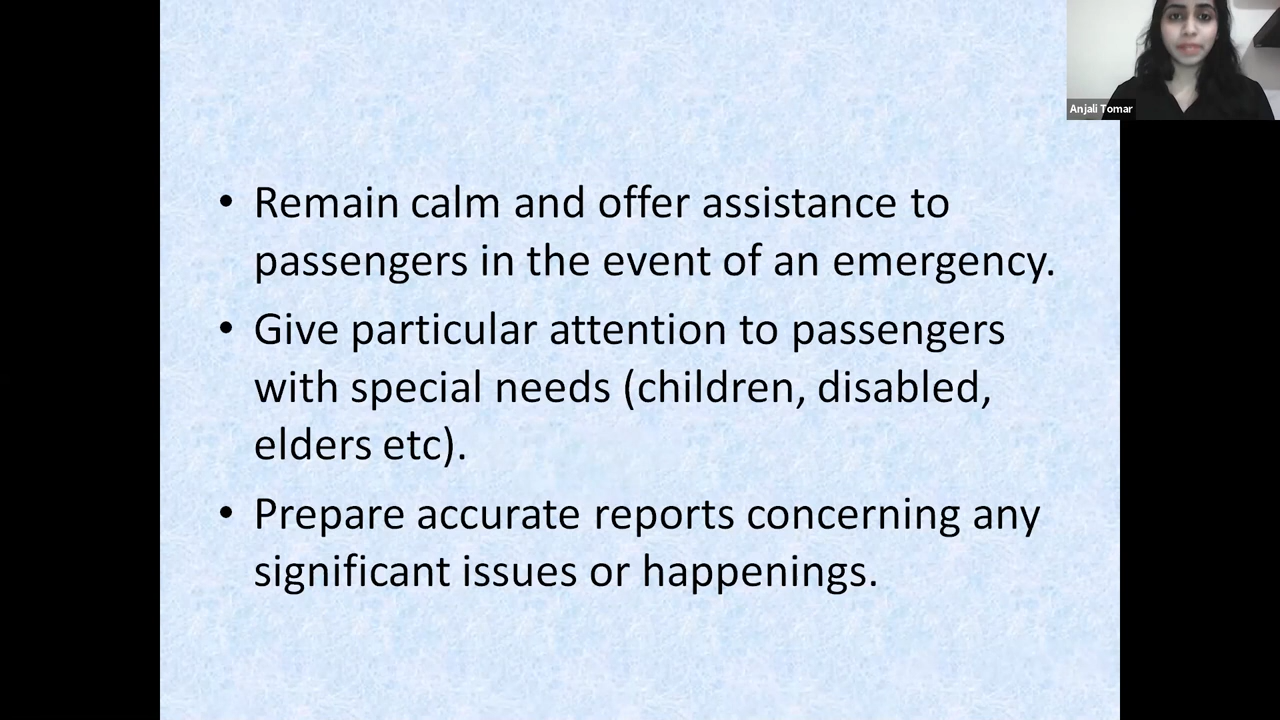 Anjali Tomar
• Remain calm and offer assistance to
passengers in the event of an emergency.
• Give particular attention to passengers
with special needs (children, disabled,
elders etc).
• Prepare accurate reports concerning any
significant issues or happenings.